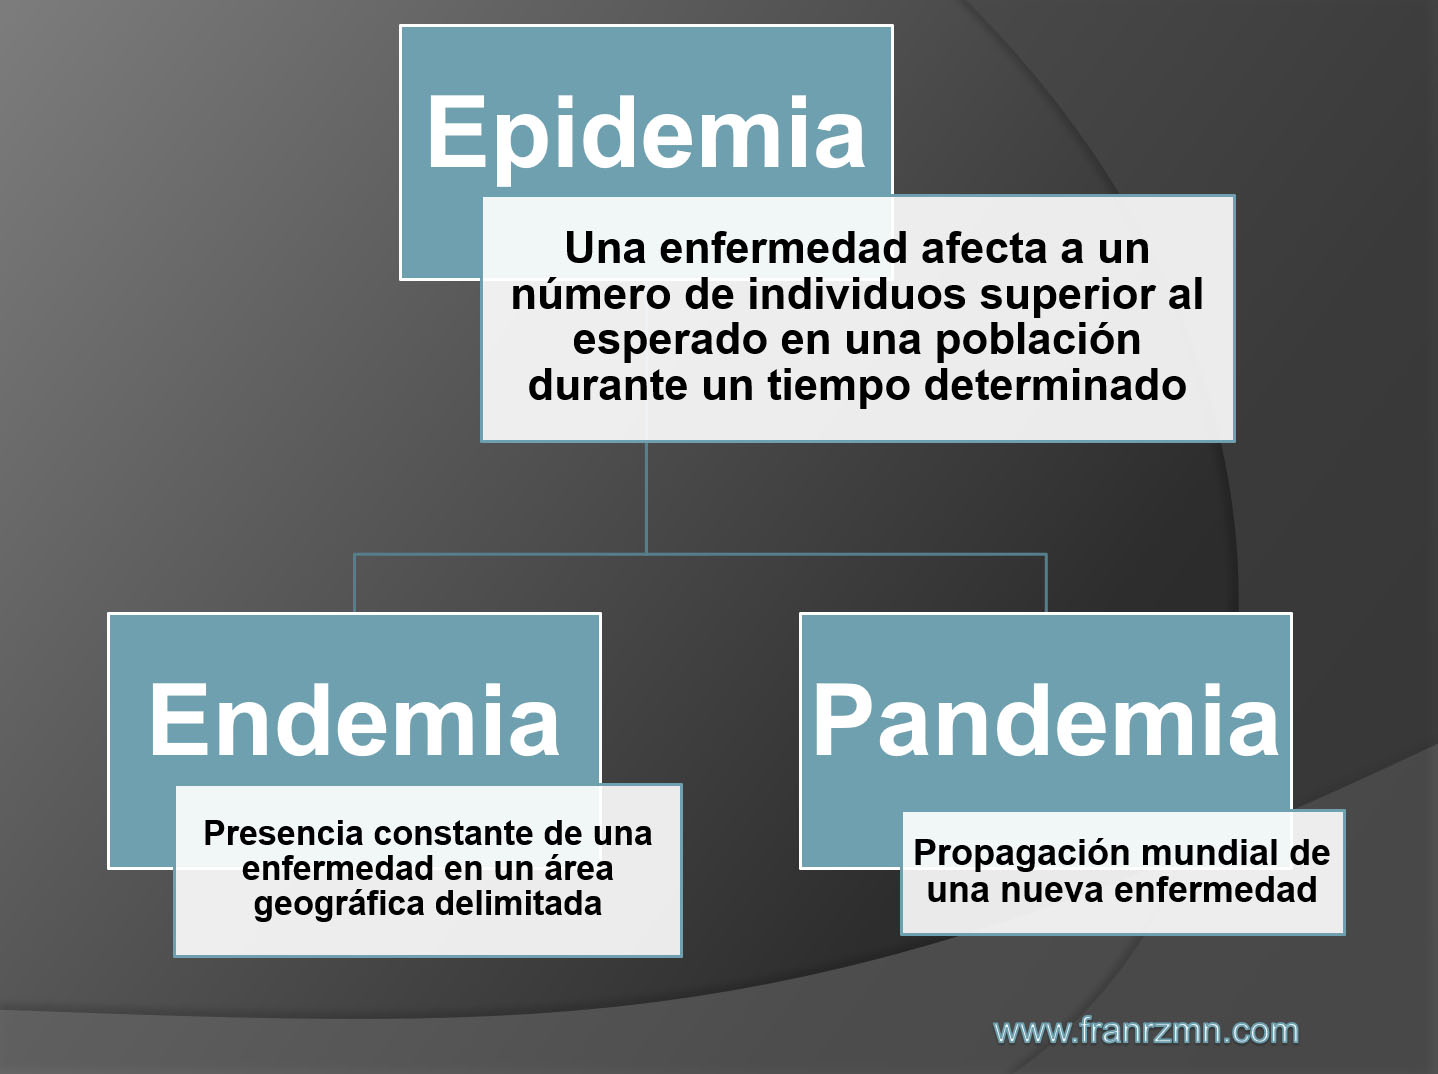 Epidemia
Una enfermedad afecta a un
número de individuos superior al
esperado en una población
durante un tiempo determinado
Endemia
Presencia constante de una
enfermedad en un área
geográfica delimitada
Pandemia
Propagación mundial de
una nueva enfermedad
www.franrzmn.com